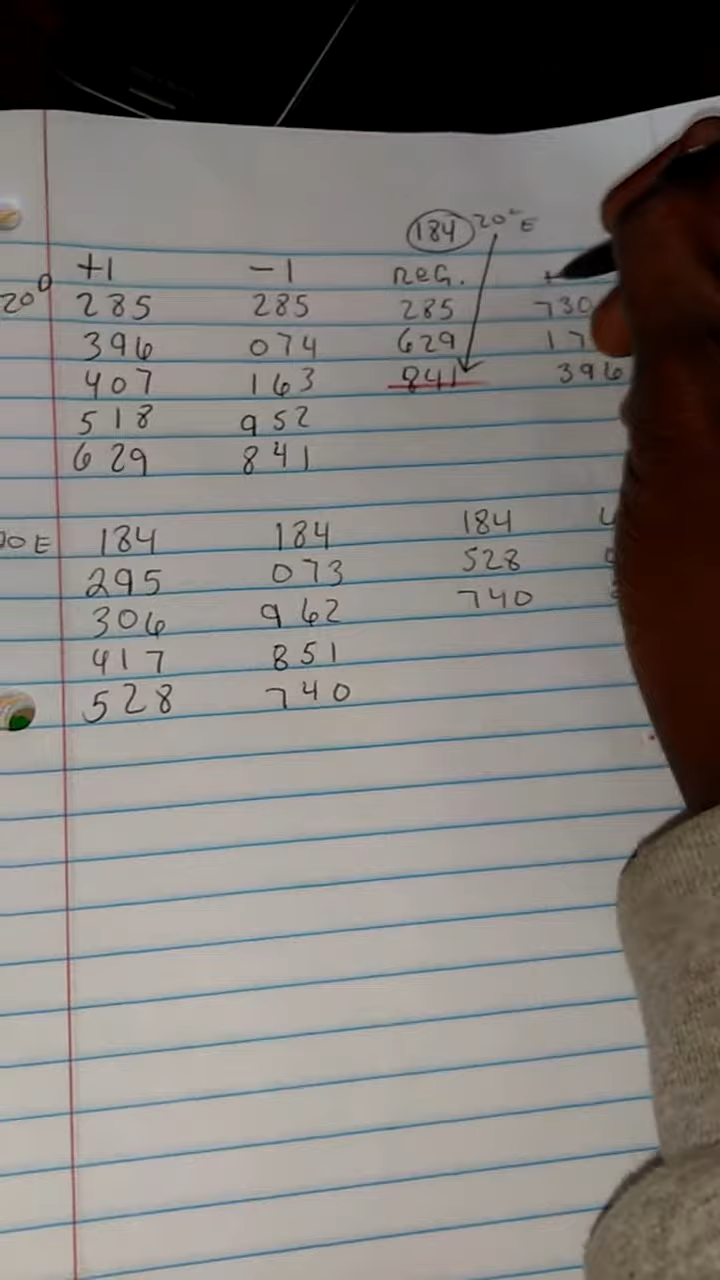 184 20° E
+1 -1 REG. +
20° 285 285 285 730
396 074 629 17
407 163 841 396
518 952
629 841
184 184 184
295 073 528
306 962 740
417 851
528 740